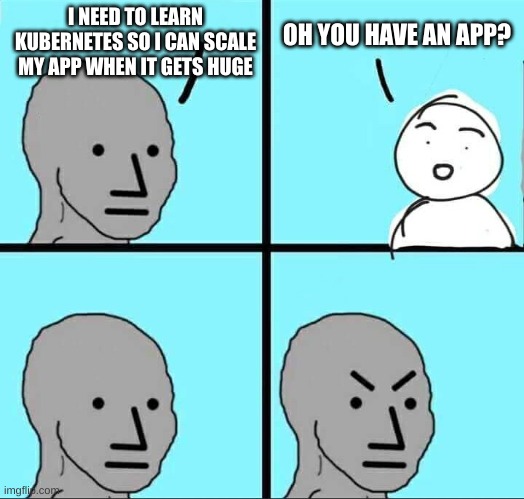 I NEED TO LEARN
KUBERNETES SO I CAN SCALE
MY APP WHEN IT GETS HUGE
OH YOU HAVE AN APP?
imgflip.com